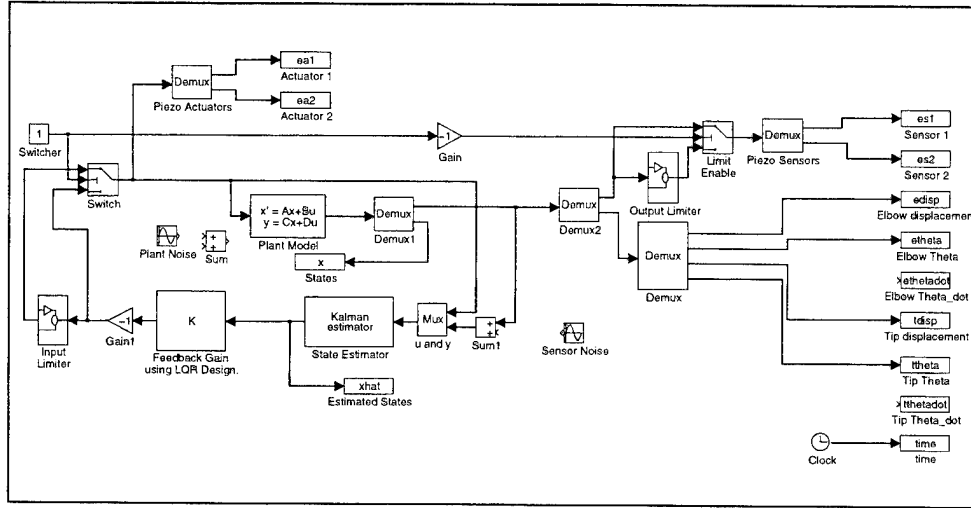 ea1
Demux
Actuator 1
ea2
Piezo Actuators
Actuator 2
1
Switcher
-1
Gain
Limit
Enable
Demux
Piezo Sensors
es1
Sensor 1
es2
Sensor 2
Switch
Output Limiter
x' = Ax+Bu
y = Cx+Du
Plant Model
Demux
Demux1
Demux
Demux2
edisp
Elbow displacement
etheta
Elbow Theta
Plant Noise
+
+
Sum
x
States
Demux
Demux
ethetadot
Elbow Theta_dot
Input
Limiter
-1
Gain1
K
Feedback Gain
using LQR Design.
Kalman
estimator
State Estimator
Mux
u and y
+
+
Sum1
Sensor Noise
tdisp
Tip displacement
ttheta
Tip Theta
xhat
Estimated States
tthetadot
Tip Theta_dot
Clock
time
time